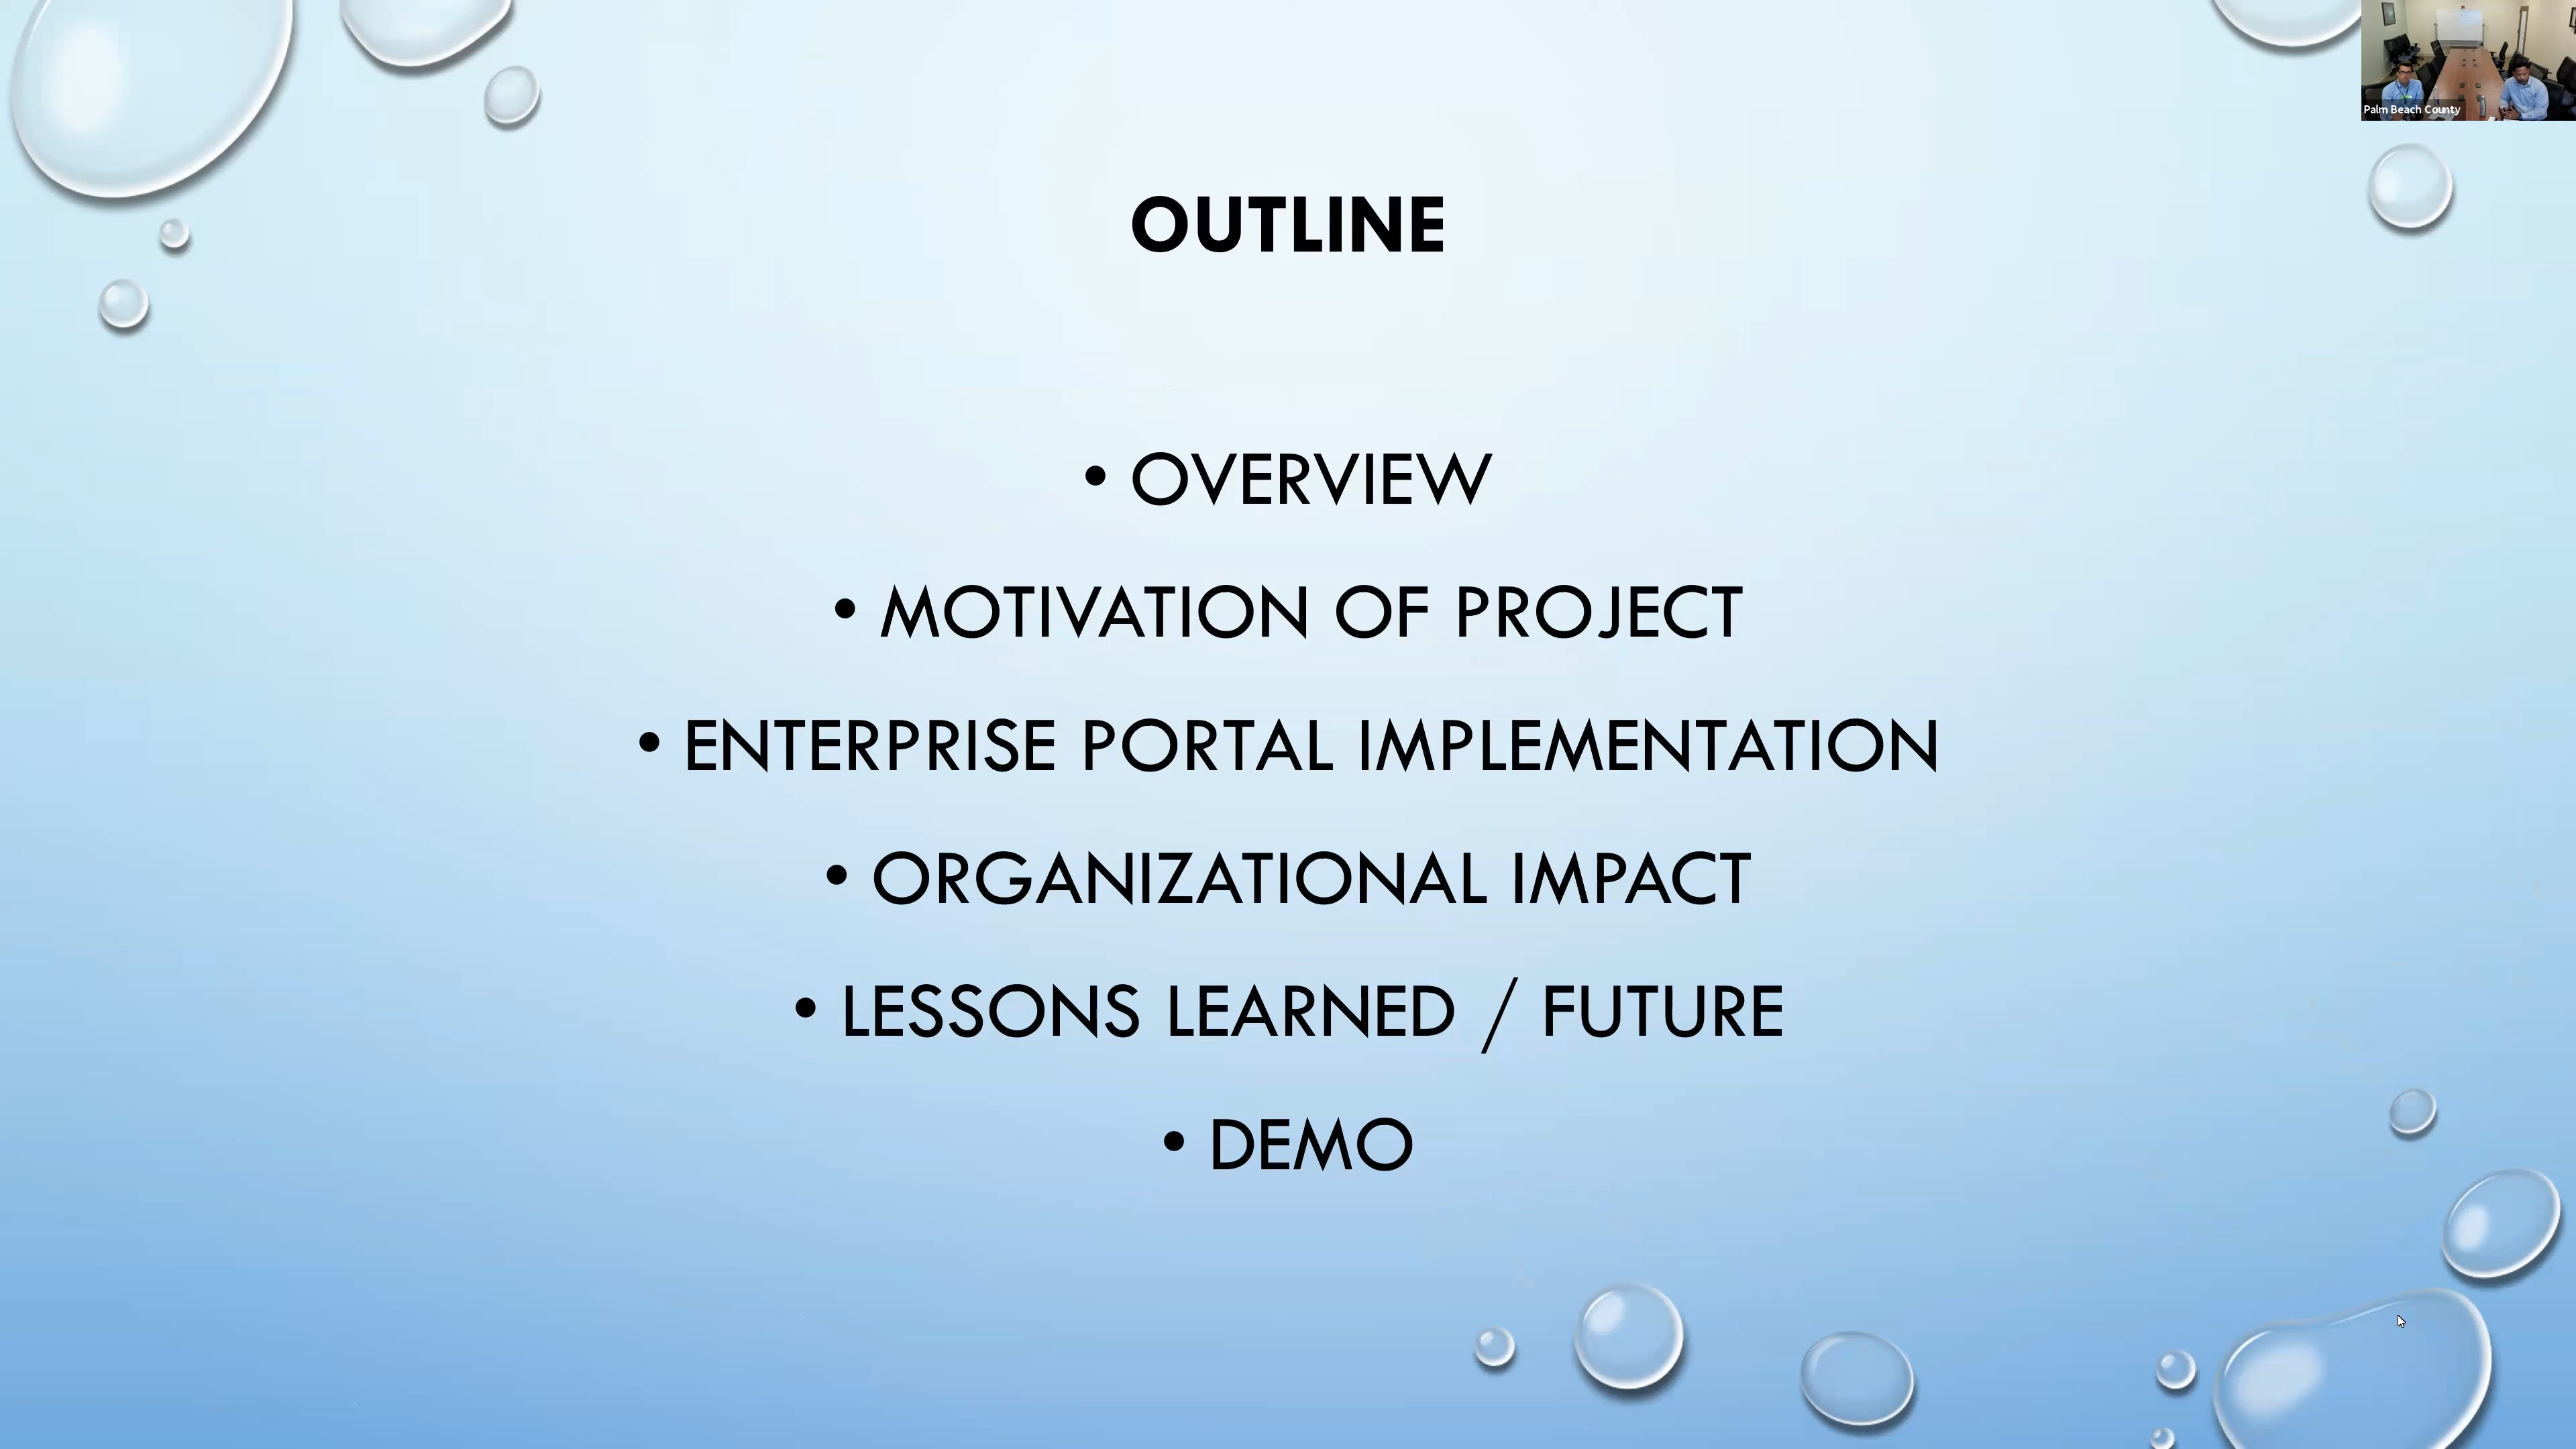 Palm Beach County
OUTLINE
• OVERVIEW
• MOTIVATION OF PROJECT
• ENTERPRISE PORTAL IMPLEMENTATION
• ORGANIZATIONAL IMPACT
• LESSONS LEARNED / FUTURE
• DEMO